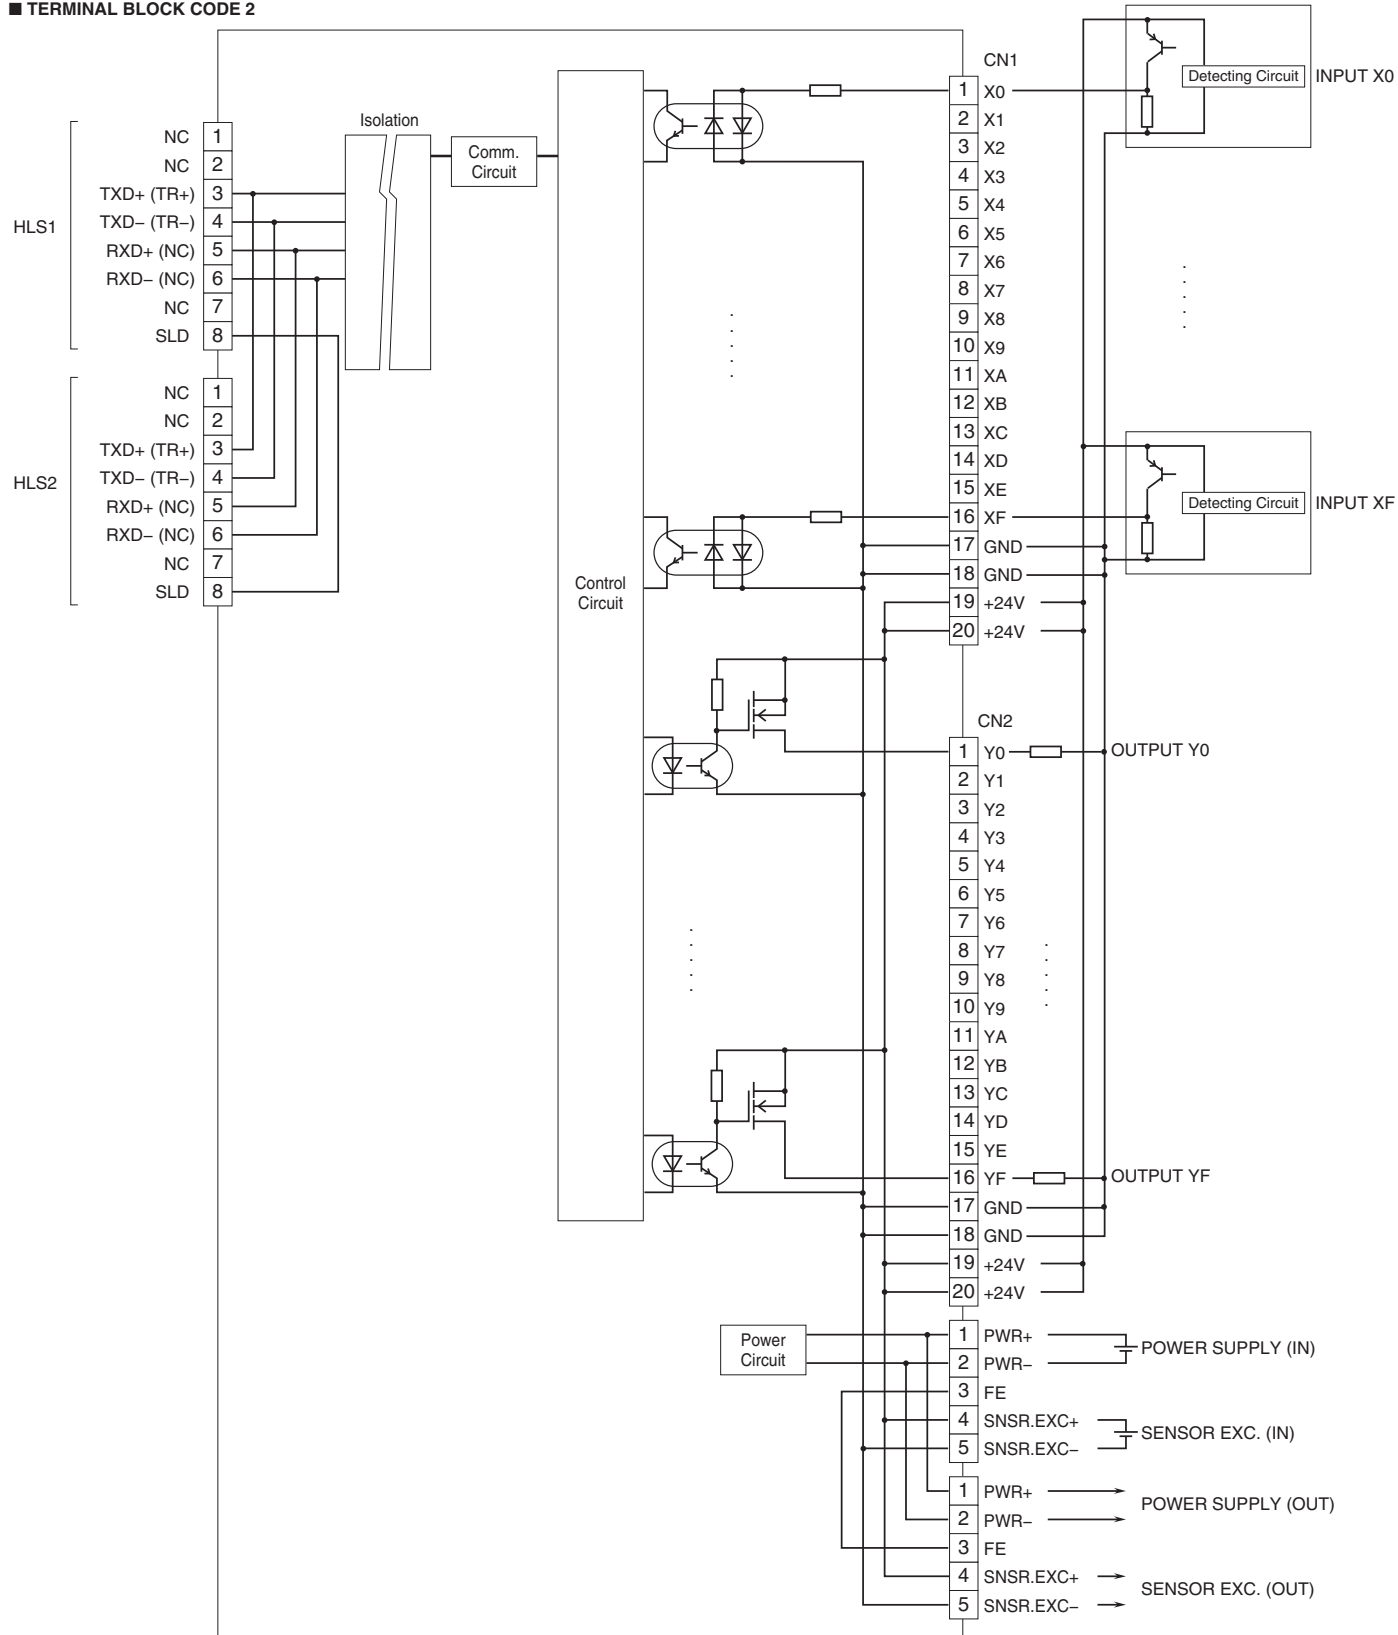 ■ TERMINAL BLOCK CODE 2
HLS1
NC 1
NC 2
TXD+ (TR+) 3
TXD− (TR−) 4
RXD+ (NC) 5
RXD− (NC) 6
NC 7
SLD 8
HLS2
NC 1
NC 2
TXD+ (TR+) 3
TXD− (TR−) 4
RXD+ (NC) 5
RXD− (NC) 6
NC 7
SLD 8
Isolation
Comm.
Circuit
Control
Circuit
CN1
1 X0
2 X1
3 X2
4 X3
5 X4
6 X5
7 X6
8 X7
9 X8
10 X9
11 XA
12 XB
13 XC
14 XD
15 XE
16 XF
17 GND
18 GND
19 +24V
20 +24V
Detecting Circuit
INPUT X0
Detecting Circuit
INPUT XF
CN2
1 Y0
OUTPUT Y0
2 Y1
3 Y2
4 Y3
5 Y4
6 Y5
7 Y6
8 Y7
9 Y8
10 Y9
11 YA
12 YB
13 YC
14 YD
15 YE
16 YF
OUTPUT YF
17 GND
18 GND
19 +24V
20 +24V
Power
Circuit
1 PWR+
2 PWR−
POWER SUPPLY (IN)
3 FE
4 SNSR.EXC+
5 SNSR.EXC−
SENSOR EXC. (IN)
1 PWR+
2 PWR−
POWER SUPPLY (OUT)
3 FE
4 SNSR.EXC+
5 SNSR.EXC−
SENSOR EXC. (OUT)